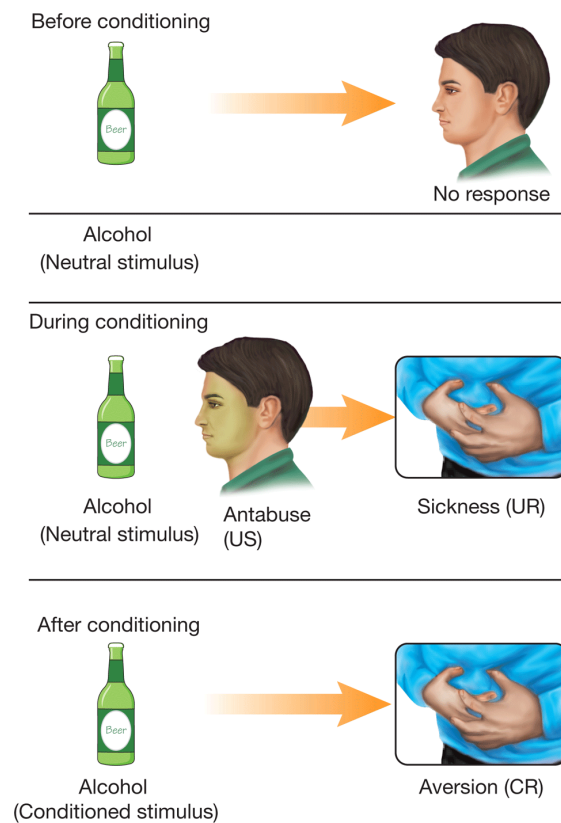 Before conditioning
Beer
No response
Alcohol
(Neutral stimulus)
During conditioning
Beer
Alcohol
(Neutral stimulus)
Antabuse
(US)
Sickness (UR)
After conditioning
Beer
Alcohol
(Conditioned stimulus)
Aversion (CR)